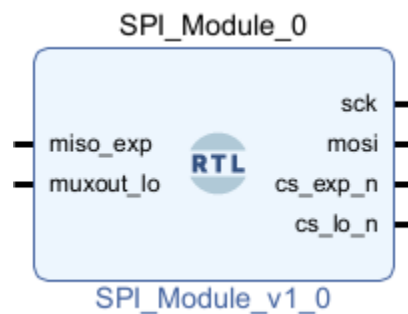 SPI_Module_0
sck
miso_exp
mosi
RTL
muxout_lo
cs_exp_n
cs_lo_n
SPI_Module_v1_0